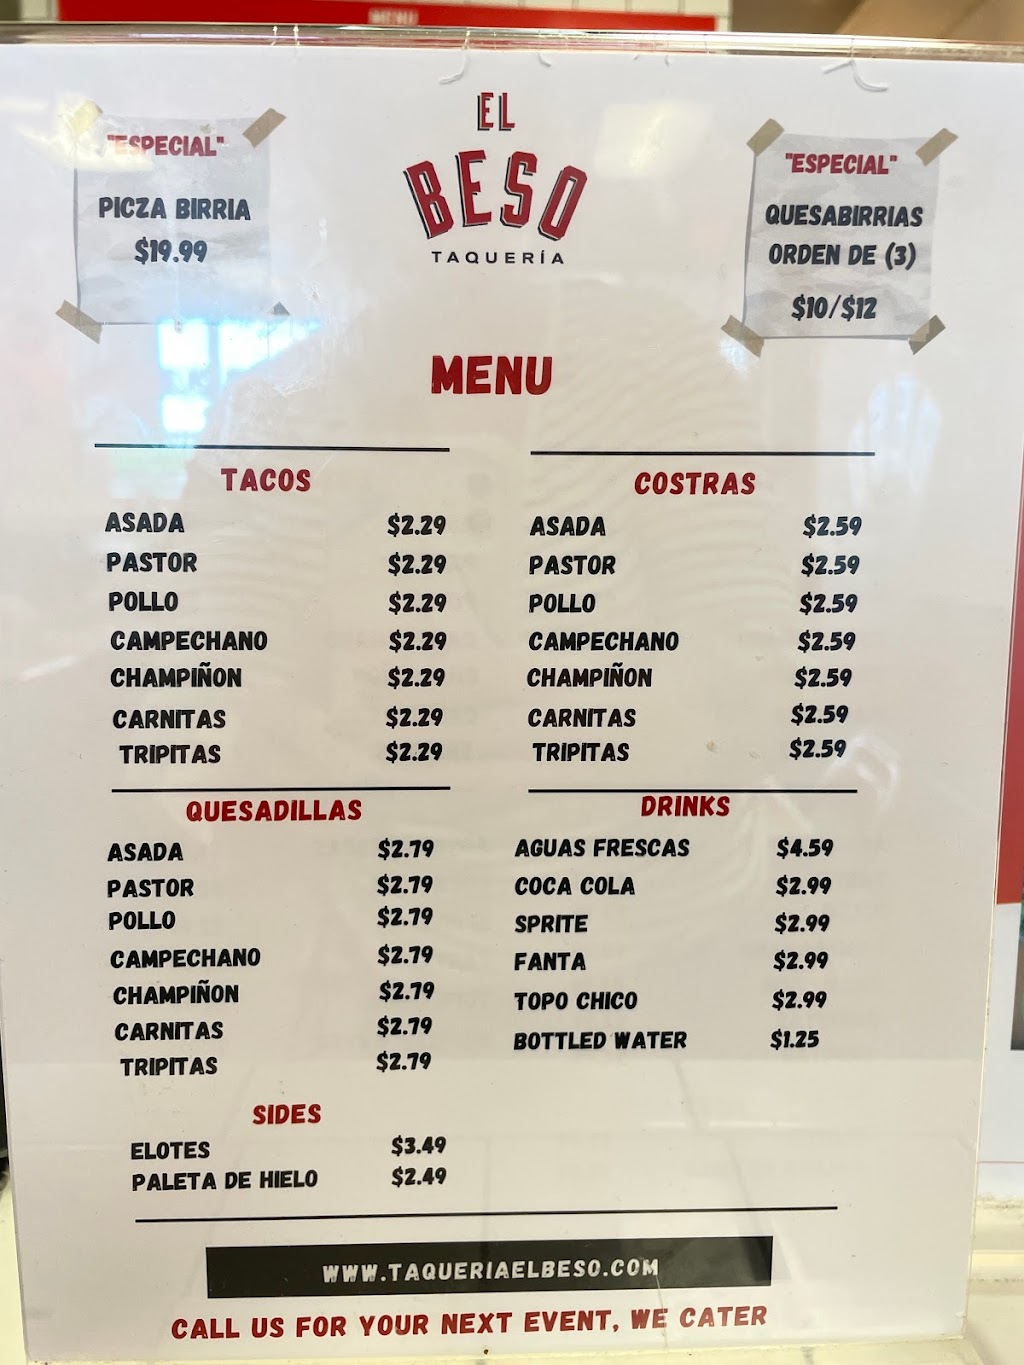 MENU
"ESPECIAL"
PICZA BIRRIA
$19.99
EL
BESO
TAQUERÍA
"ESPECIAL"
QUESABIRRIAS
ORDEN DE (3)
$10/$12
MENU
TACOS
ASADA $2.29
PASTOR $2.29
POLLO $2.29
CAMPECHANO $2.29
CHAMPIÑON $2.29
CARNITAS $2.29
TRIPITAS $2.29
COSTRAS
ASADA $2.59
PASTOR $2.59
POLLO $2.59
CAMPECHANO $2.59
CHAMPIÑON $2.59
CARNITAS $2.59
TRIPITAS $2.59
QUESADILLAS
ASADA $2.79
PASTOR $2.79
POLLO $2.79
CAMPECHANO $2.79
CHAMPIÑON $2.79
CARNITAS $2.79
TRIPITAS $2.79
DRINKS
AGUAS FRESCAS $4.59
COCA COLA $2.99
SPRITE $2.99
FANTA $2.99
TOPO CHICO $2.99
BOTTLED WATER $1.25
SIDES
ELOTES $3.49
PALETA DE HIELO $2.49
WWW.TAQUERIAELBESO.COM
CALL US FOR YOUR NEXT EVENT, WE CATER